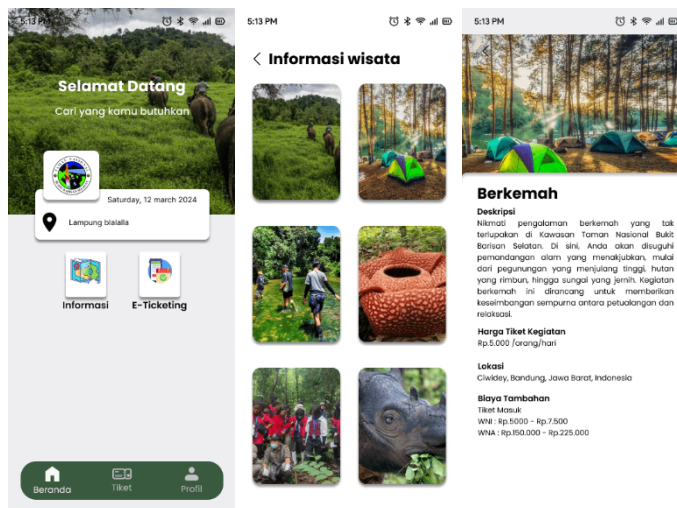 5:13 PM
Selamat Datang
Cari yang kamu butuhkan
Saturday, 12 march 2024
Lampung blalalla
Informasi
E-Ticketing
Beranda
Tiket
Profil
5:13 PM
Informasi wisata
5:13 PM
Berkemah
Deskripsi
Nikmati pengalaman berkemah yang tak
terlupakan di Kawasan Taman Nasional Bukit
Barisan Selatan. Di sini, Anda akan disuguhi
pemandangan alam yang menakjubkan, mulai
dari pegunungan yang menjulang tinggi, hutan
yang rimbun, hingga sungai yang jernih. Kegiatan
berkemah ini dirancang untuk memberikan
keseimbangan sempurna antara petualangan dan
relaksasi.
Harga Tiket Kegiatan
Rp.5.000 /orang/hari
Lokasi
Ciwidey, Bandung, Jawa Barat, Indonesia
Biaya Tambahan
Tiket Masuk
WNI : Rp.5000 - Rp.7.500
WNA : Rp.150.000 - Rp.225.000